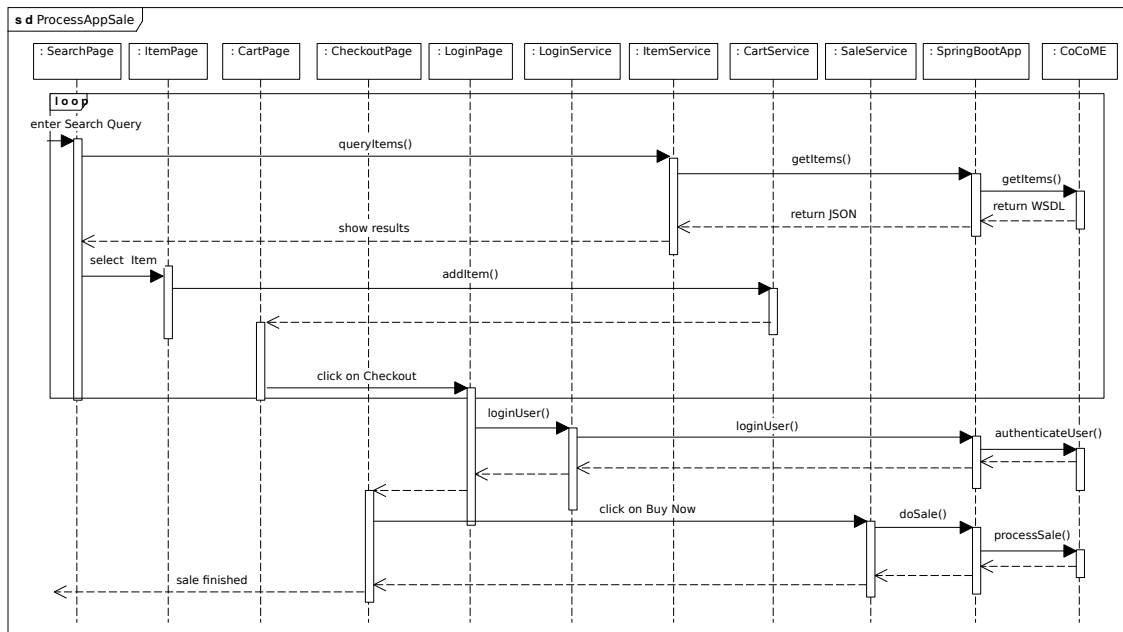 s d ProcessAppSale
: SearchPage
: ItemPage
: CartPage
: CheckoutPage
: LoginPage
: LoginService
: ItemService
: CartService
: SaleService
: SpringBootApp
: CoCoME
loop
enter Search Query
queryItems()
getItems()
getItems()
return WSDL
return JSON
show results
select Item
addItem()
click on Checkout
loginUser()
loginUser()
authenticateUser()
click on Buy Now
doSale()
processSale()
sale finished